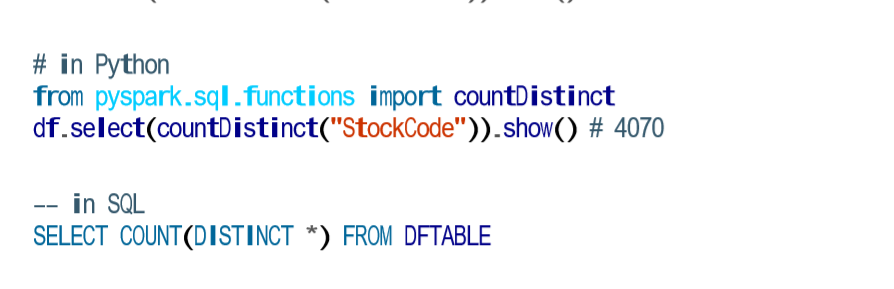 # in Python
from pyspark.sql.functions import countDistinct
df.select(countDistinct("StockCode")).show() # 4070
-- in SQL
SELECT COUNT(DISTINCT *) FROM DFTABLE